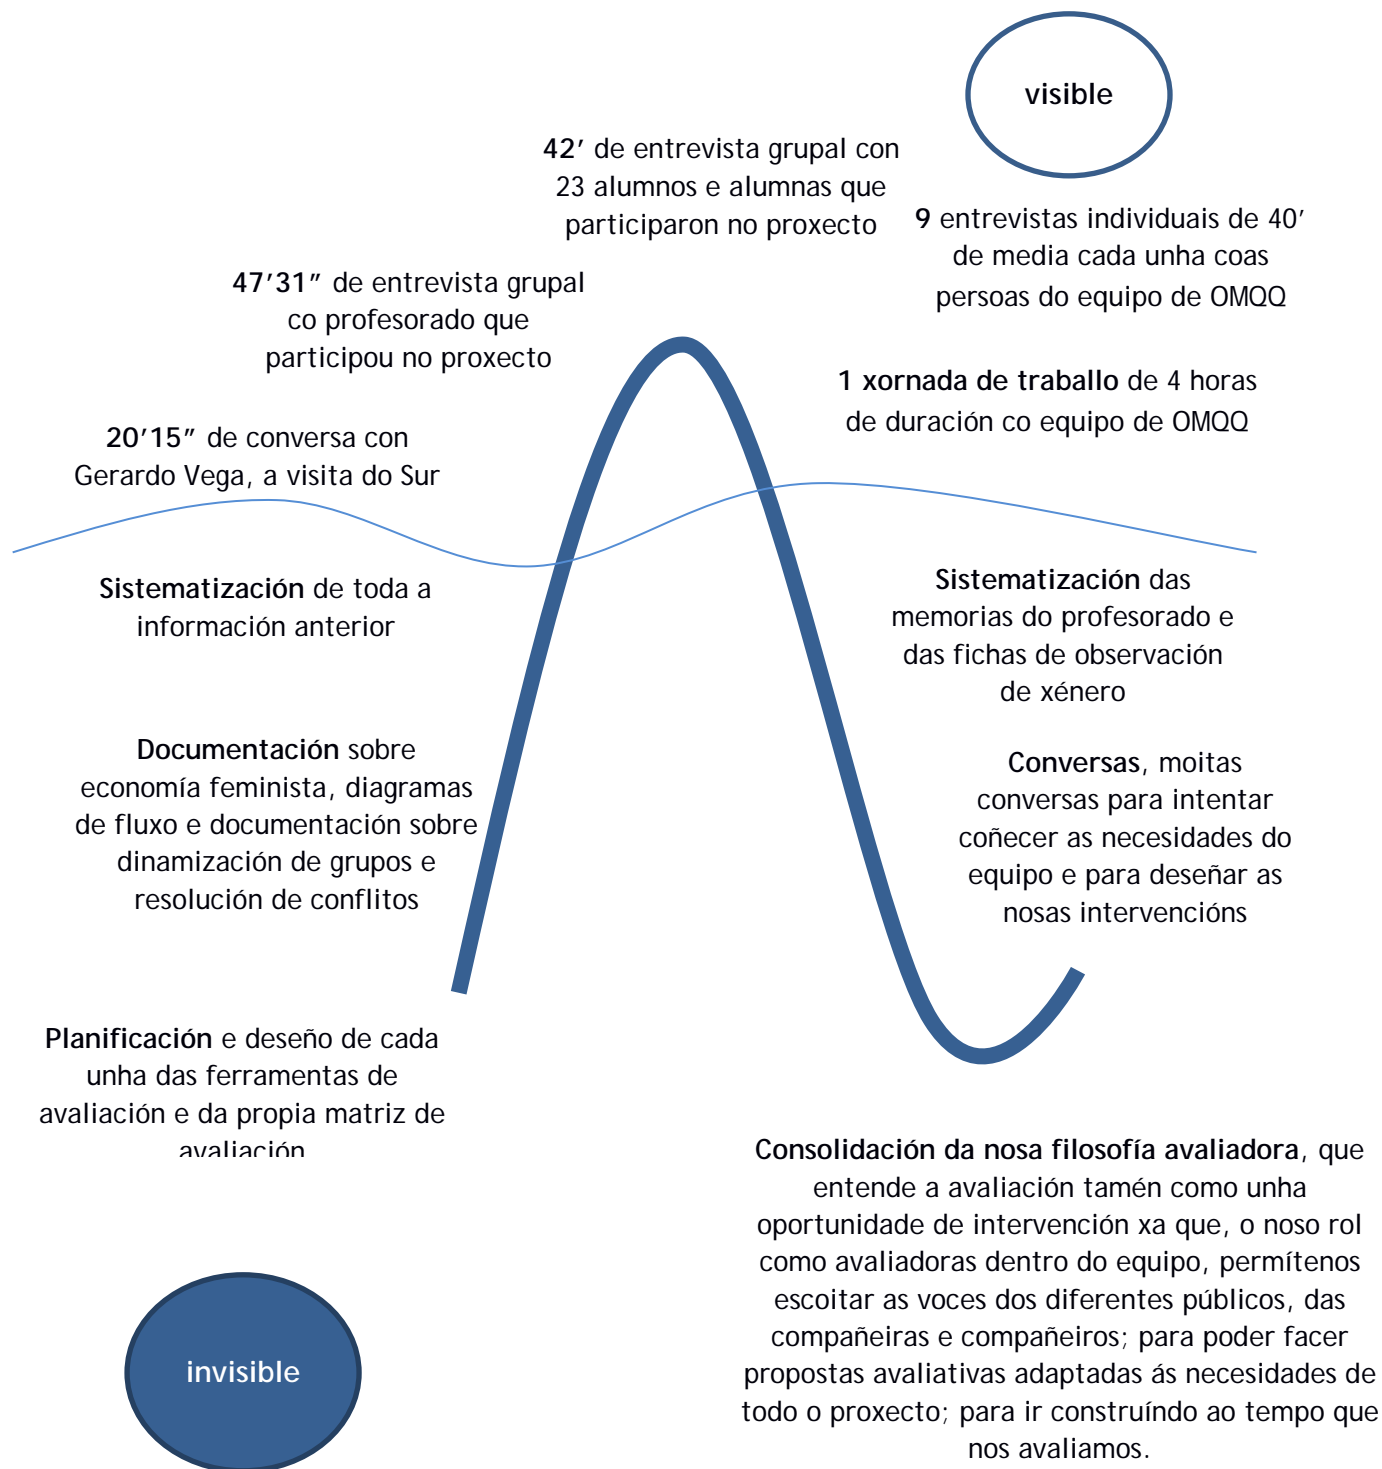 visible
42’ de entrevista grupal con
23 alumnos e alumnas que
participaron no proxecto
9 entrevistas individuais de 40’
de media cada unha coas
persoas do equipo de OMQQ
47’31” de entrevista grupal
co profesorado que
participou no proxecto
1 xornada de traballo de 4 horas
de duración co equipo de OMQQ
20’15” de conversa con
Gerardo Vega, a visita do Sur
Sistematización de toda a
información anterior
Sistematización das
memorias do profesorado e
das fichas de observación
de xénero
Documentación sobre
economía feminista, diagramas
de fluxo e documentación sobre
dinamización de grupos e
resolución de conflitos
Conversas, moitas
conversas para intentar
coñecer as necesidades do
equipo e para deseñar as
nosas intervencións
Planificación e deseño de cada
unha das ferramentas de
avaliación e da propia matriz de
avaliación
Consolidación da nosa filosofía avaliadora, que
entende a avaliación tamén como unha
oportunidade de intervención xa que, o noso rol
como avaliadoras dentro do equipo, permítenos
escoitar as voces dos diferentes públicos, das
compañeiras e compañeiros; para poder facer
propostas avaliativas adaptadas ás necesidades de
todo o proxecto; para ir construíndo ao tempo que
nos avaliamos.
invisible